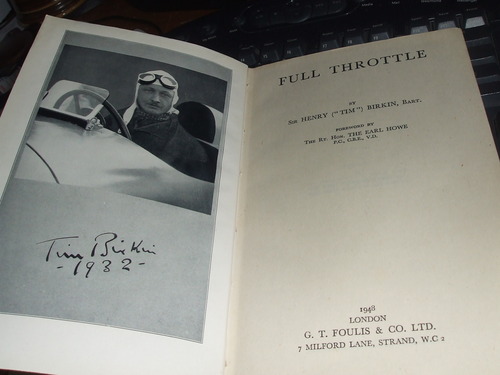 Tim Birkin
- 1932 -
FULL THROTTLE
BY
SIR HENRY ("TIM") BIRKIN, BART.
FOREWORD BY
THE RT. HON. THE EARL HOWE
P.C., C.B.E., V.D.
1948
LONDON
G. T. FOULIS & CO. LTD.
7 MILFORD LANE, STRAND, W.C 2